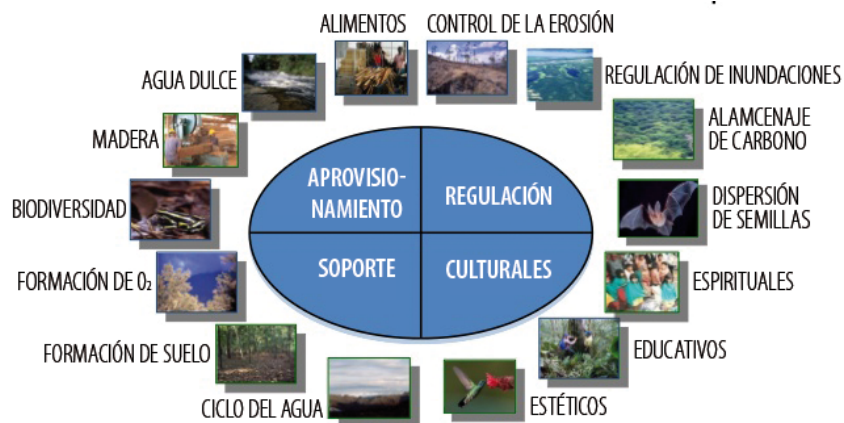 ALIMENTOS
CONTROL DE LA EROSIÓN
AGUA DULCE
REGULACIÓN DE INUNDACIONES
MADERA
ALAMCENAJE
DE CARBONO
APROVISIO-
NAMIENTO
REGULACIÓN
BIODIVERSIDAD
DISPERSIÓN
DE SEMILLAS
SOPORTE
CULTURALES
FORMACIÓN DE O₂
ESPIRITUALES
FORMACIÓN DE SUELO
EDUCATIVOS
CICLO DEL AGUA
ESTÉTICOS